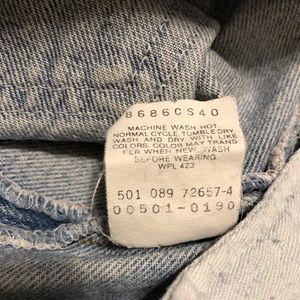 8686CS40
MACHINE WASH HOT,
NORMAL CYCLE, TUMBLE DRY.
WASH AND DRY WITH LIKE
COLORS. COLOR MAY TRANS
FER WHEN NEW. WASH
BEFORE WEARING.
WPL 423
501 089 72657-4
00501-0190